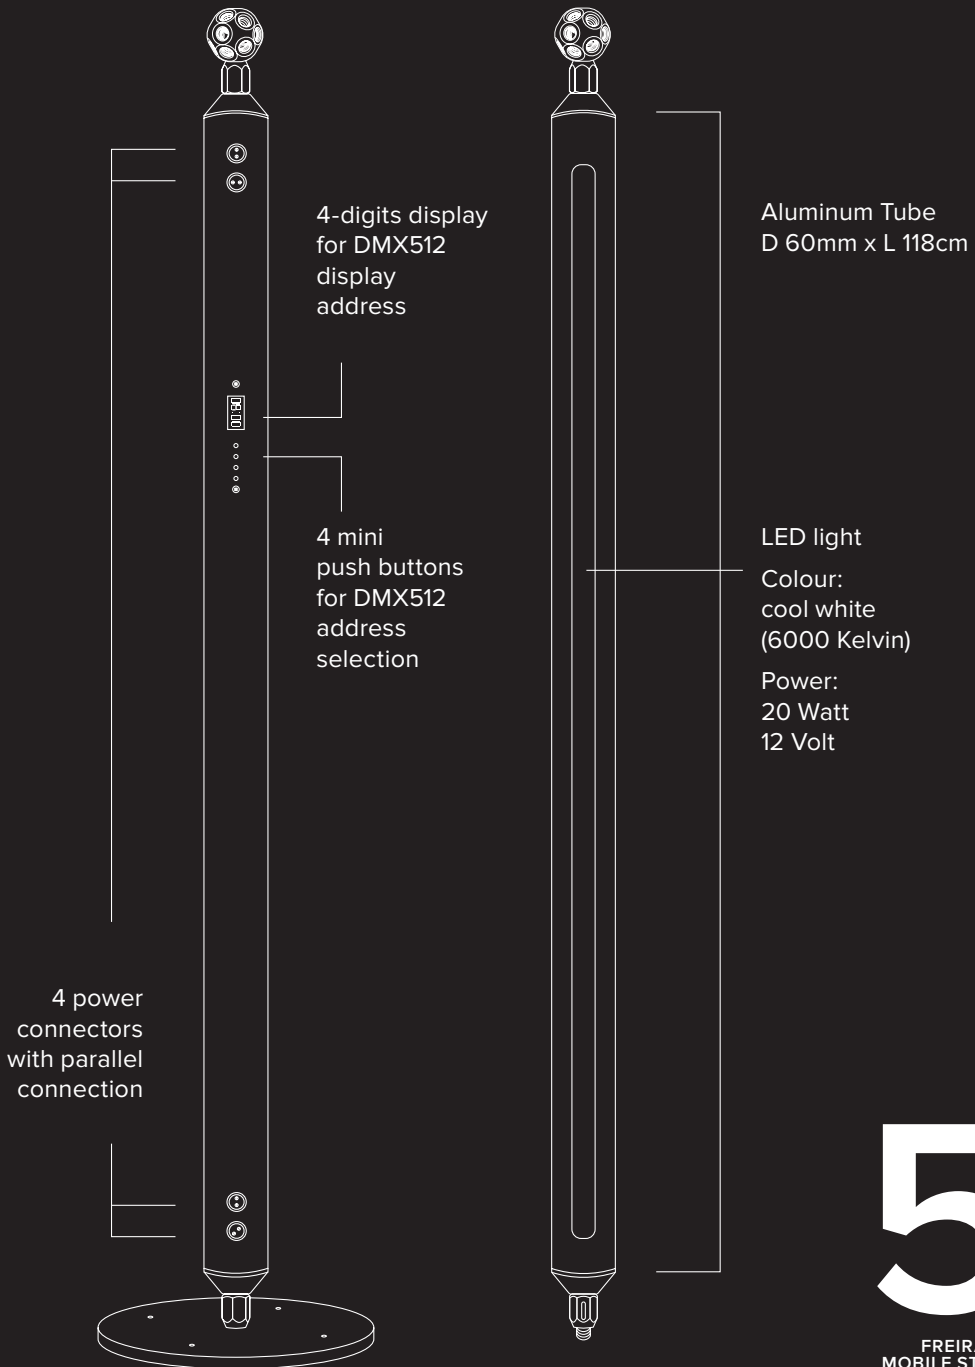 4-digits display
for DMX512
display
address
Aluminum Tube
D 60mm x L 118cm
4 mini
push buttons
for DMX512
address
selection
LED light
Colour:
cool white
(6000 Kelvin)
Power:
20 Watt
12 Volt
4 power
connectors
with parallel
connection
5
MOBILE